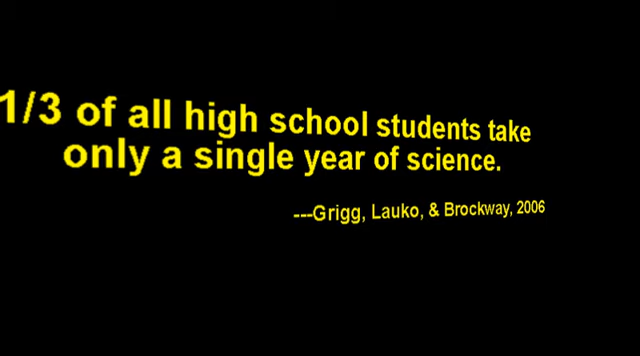 1/3 of all high school students take
only a single year of science.
---Grigg, Lauko, & Brockway, 2006